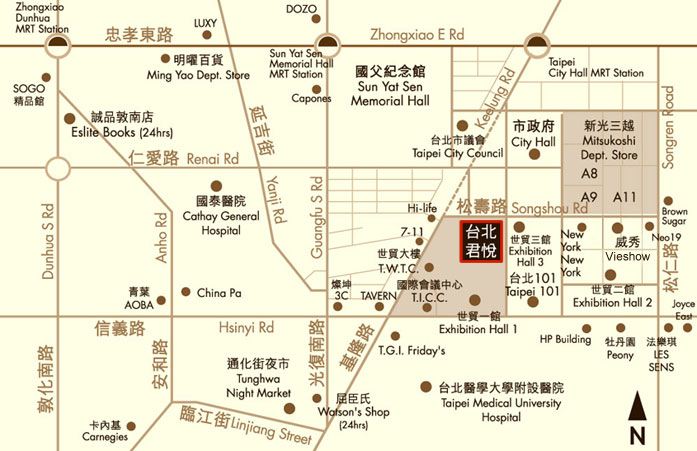 Zhongxiao
Dunhua
MRT Station
忠孝東路
LUXY
DOZO
Zhongxiao E Rd
SOGO
精品館
明曜百貨
Ming Yao Dept. Store
Sun Yat Sen
Memorial Hall
MRT Station
Capones
國父紀念館
Sun Yat Sen
Memorial Hall
Keelung Rd
Taipei
City Hall MRT Station
誠品敦南店
Eslite Books (24hrs)
延吉街
Yanji Rd
台北市議會
Taipei City Council
市政府
City Hall
新光三越
Mitsukoshi
Dept. Store
A8
A9
A11
Songren Road
仁愛路 Renai Rd
國泰醫院
Cathay General
Hospital
Guangfu S Rd
Hi-life
7-11
松壽路 Songshou Rd
台北
君悅
世貿三館
Exhibition
Hall 3
New
York
New
York
威秀
Vieshow
Brown
Sugar
Neo19
松仁路
Dunhua S Rd
Anho Rd
世貿大樓
T.W.T.C.
國際會議中心
T.I.C.C.
台北101
Taipei 101
世貿二館
Exhibition Hall 2
青葉
AOBA
China Pa
燦坤
3C
TAVERN
世貿一館
Exhibition Hall 1
Joyce
East
信義路
Hsinyi Rd
敦化南路
安和路
光復南路
基隆路
T.G.I. Friday's
HP Building
牡丹園
Peony
法樂琪
LES
SENS
通化街夜市
Tunghwa
Night Market
屈臣氏
Watson's Shop
(24hrs)
台北醫學大學附設醫院
Taipei Medical University
Hospital
卡內基
Carnegies
臨江街 Linjiang Street
N